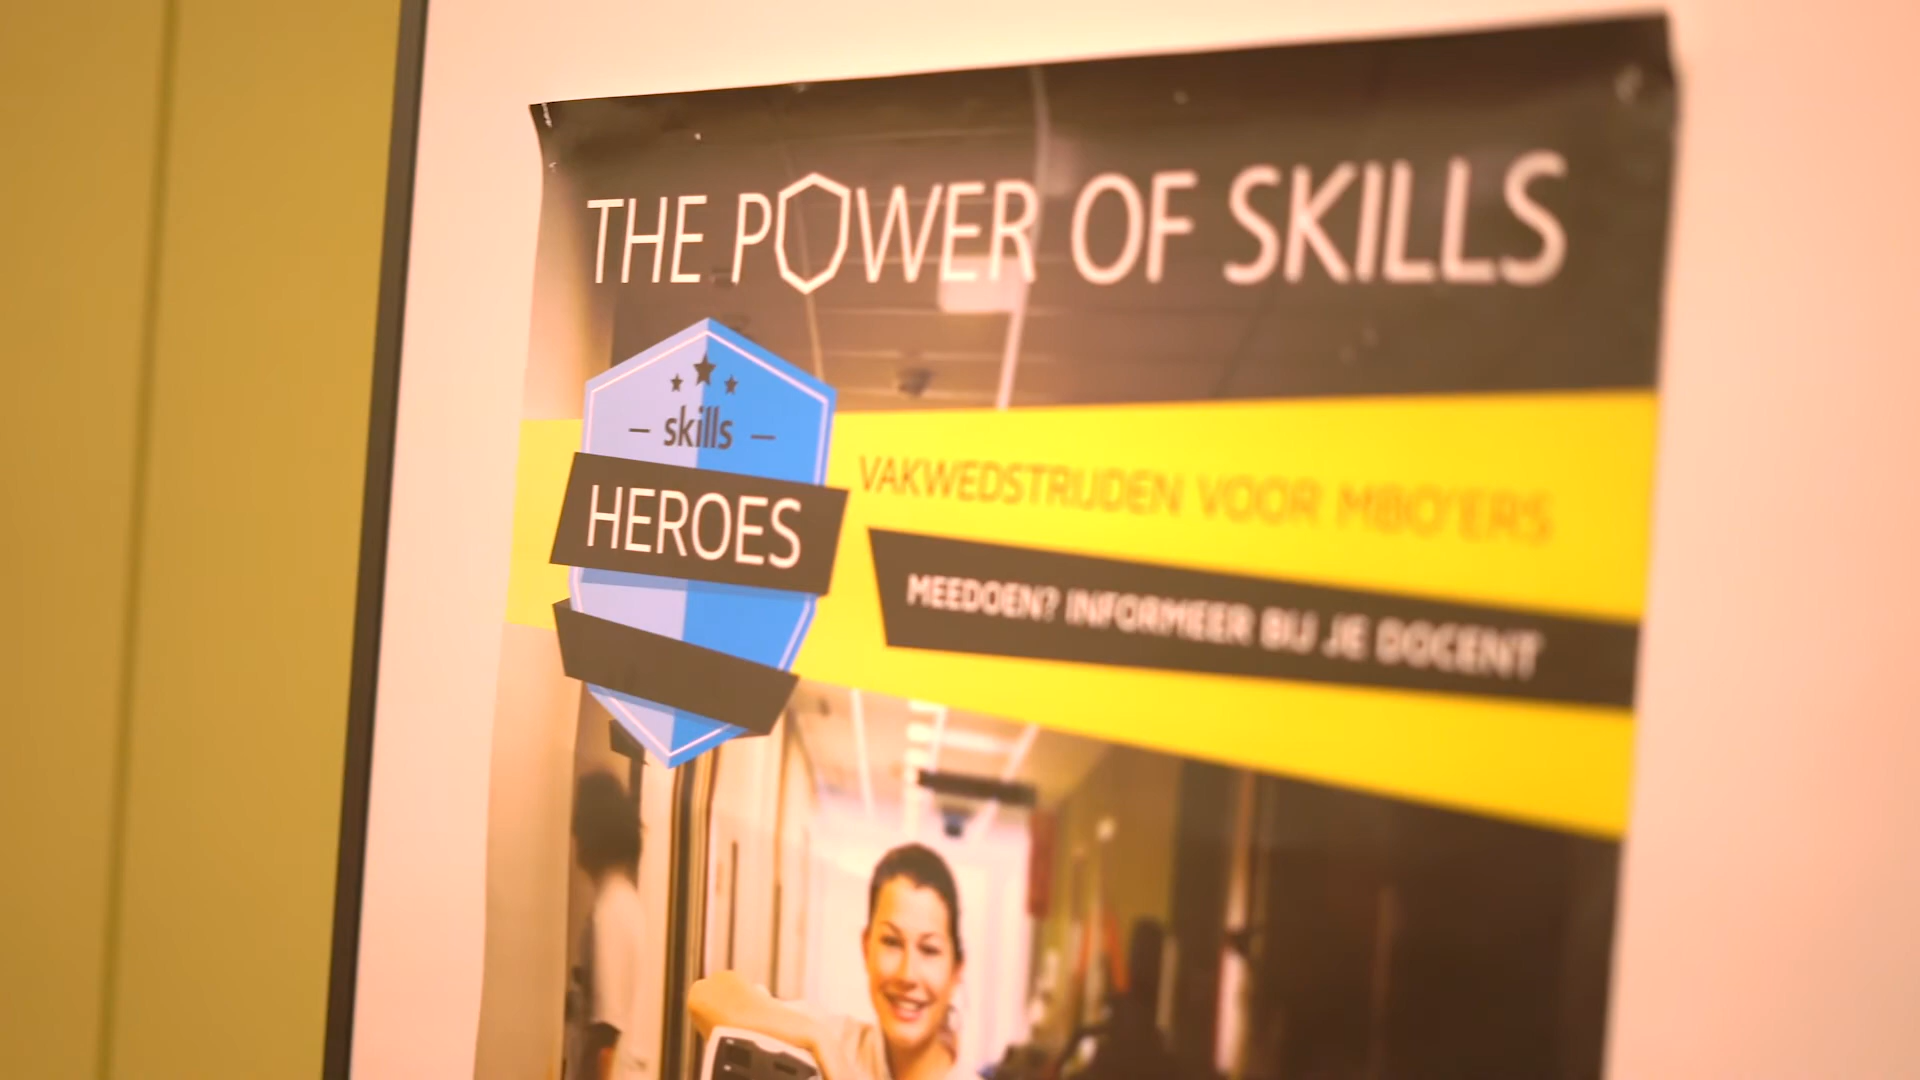 THE POWER OF SKILLS
– skills –
HEROES
VAKWEDSTRIJDEN VOOR MBO'ERS
MEEDOEN? INFORMEER BIJ JE DOCENT